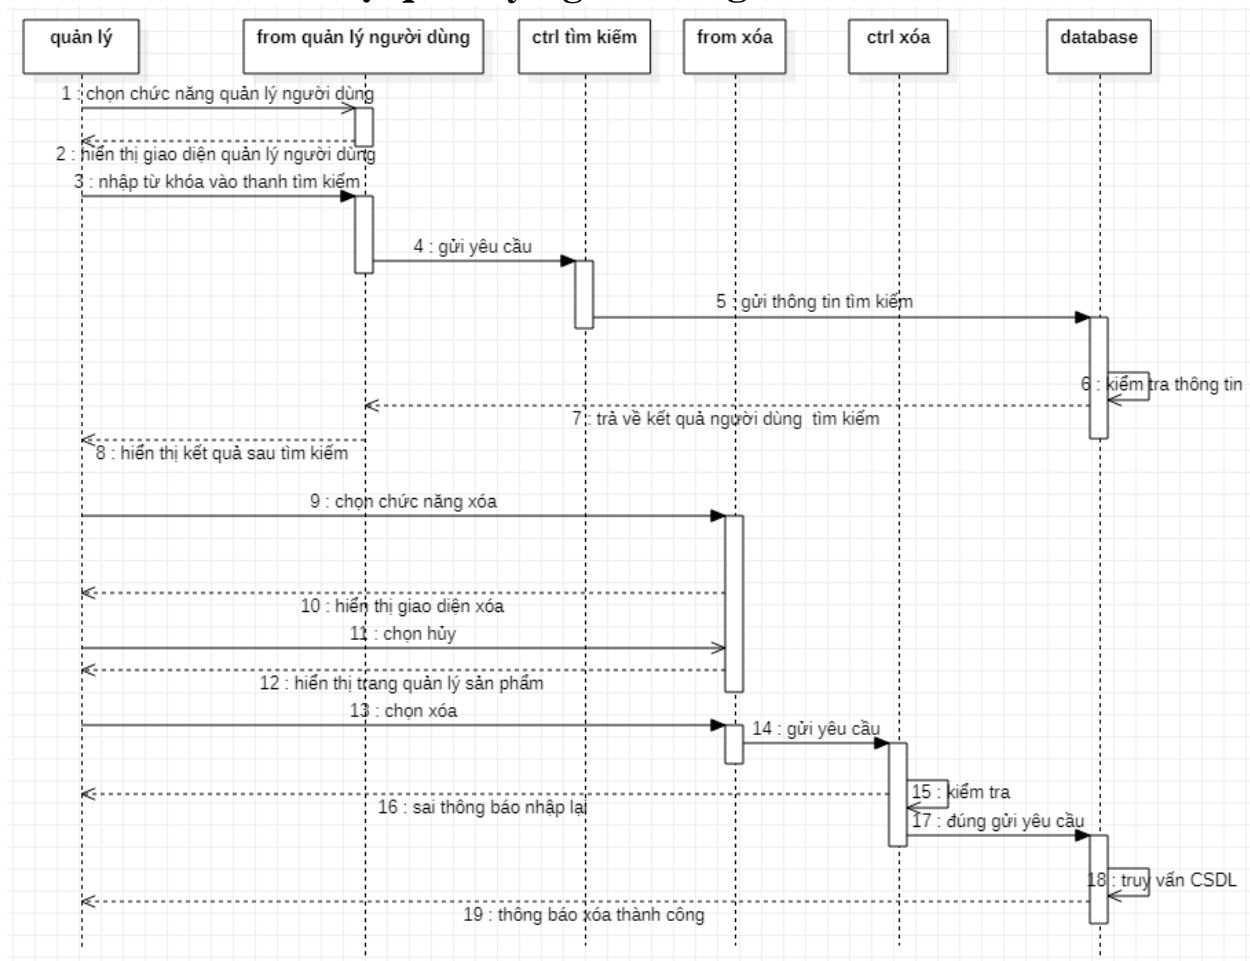 quản lý
from quản lý người dùng
ctrl tìm kiếm
from xóa
ctrl xóa
database
1 : chọn chức năng quản lý người dùng
2 : hiển thị giao diện quản lý người dùng
3 : nhập từ khóa vào thanh tìm kiếm
4 : gửi yêu cầu
5 : gửi thông tin tìm kiếm
6 : kiểm tra thông tin
7 : trả về kết quả người dùng tìm kiếm
8 : hiển thị kết quả sau tìm kiếm
9 : chọn chức năng xóa
10 : hiển thị giao diện xóa
11 : chọn hủy
12 : hiển thị trang quản lý sản phẩm
13 : chọn xóa
14 : gửi yêu cầu
15 : kiểm tra
16 : sai thông báo nhập lại
17 : đúng gửi yêu cầu
18 : truy vấn CSDL
19 : thông báo xóa thành công